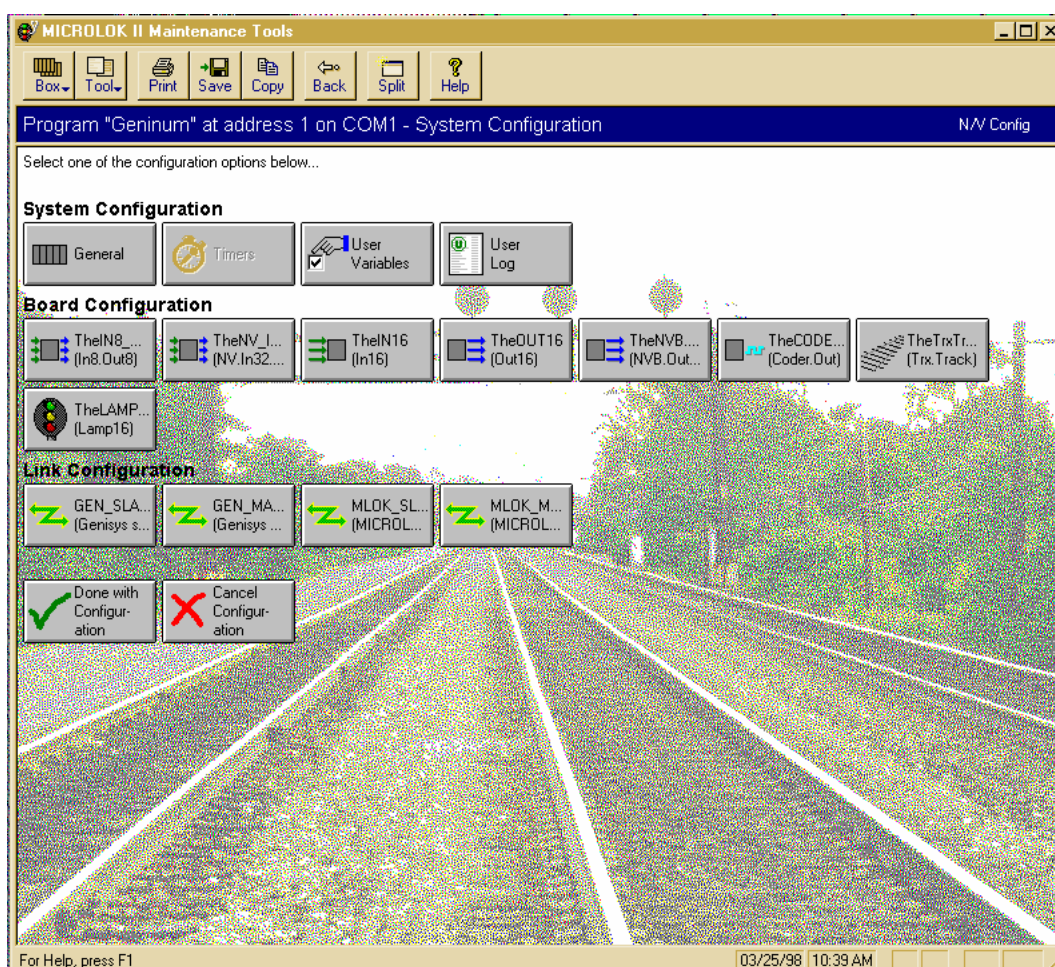 MICROLOK II Maintenance Tools
Box Tool Print Save Copy Back Split Help
Program "Geninum" at address 1 on COM1 - System Configuration N/V Config
Select one of the configuration options below...
System Configuration
General
Timers
User
Variables
User
Log
Board Configuration
TheIN8_...
(In8.Out8)
TheNV_I...
(NV.In32....
TheIN16
(In16)
TheOUT16
(Out16)
TheNVB....
(NVB.Out...
TheCODE...
(Coder.Out)
TheTrxTr...
(Trx.Track)
TheLAMP...
(Lamp16)
Link Configuration
GEN_SLA...
(Genisys s...
GEN_MA...
(Genisys ...
MLOK_SL...
(MICROL...
MLOK_M...
(MICROL...
Done with
Configur-
ation
Cancel
Configur-
ation
For Help, press F1 03/25/98 10:39 AM